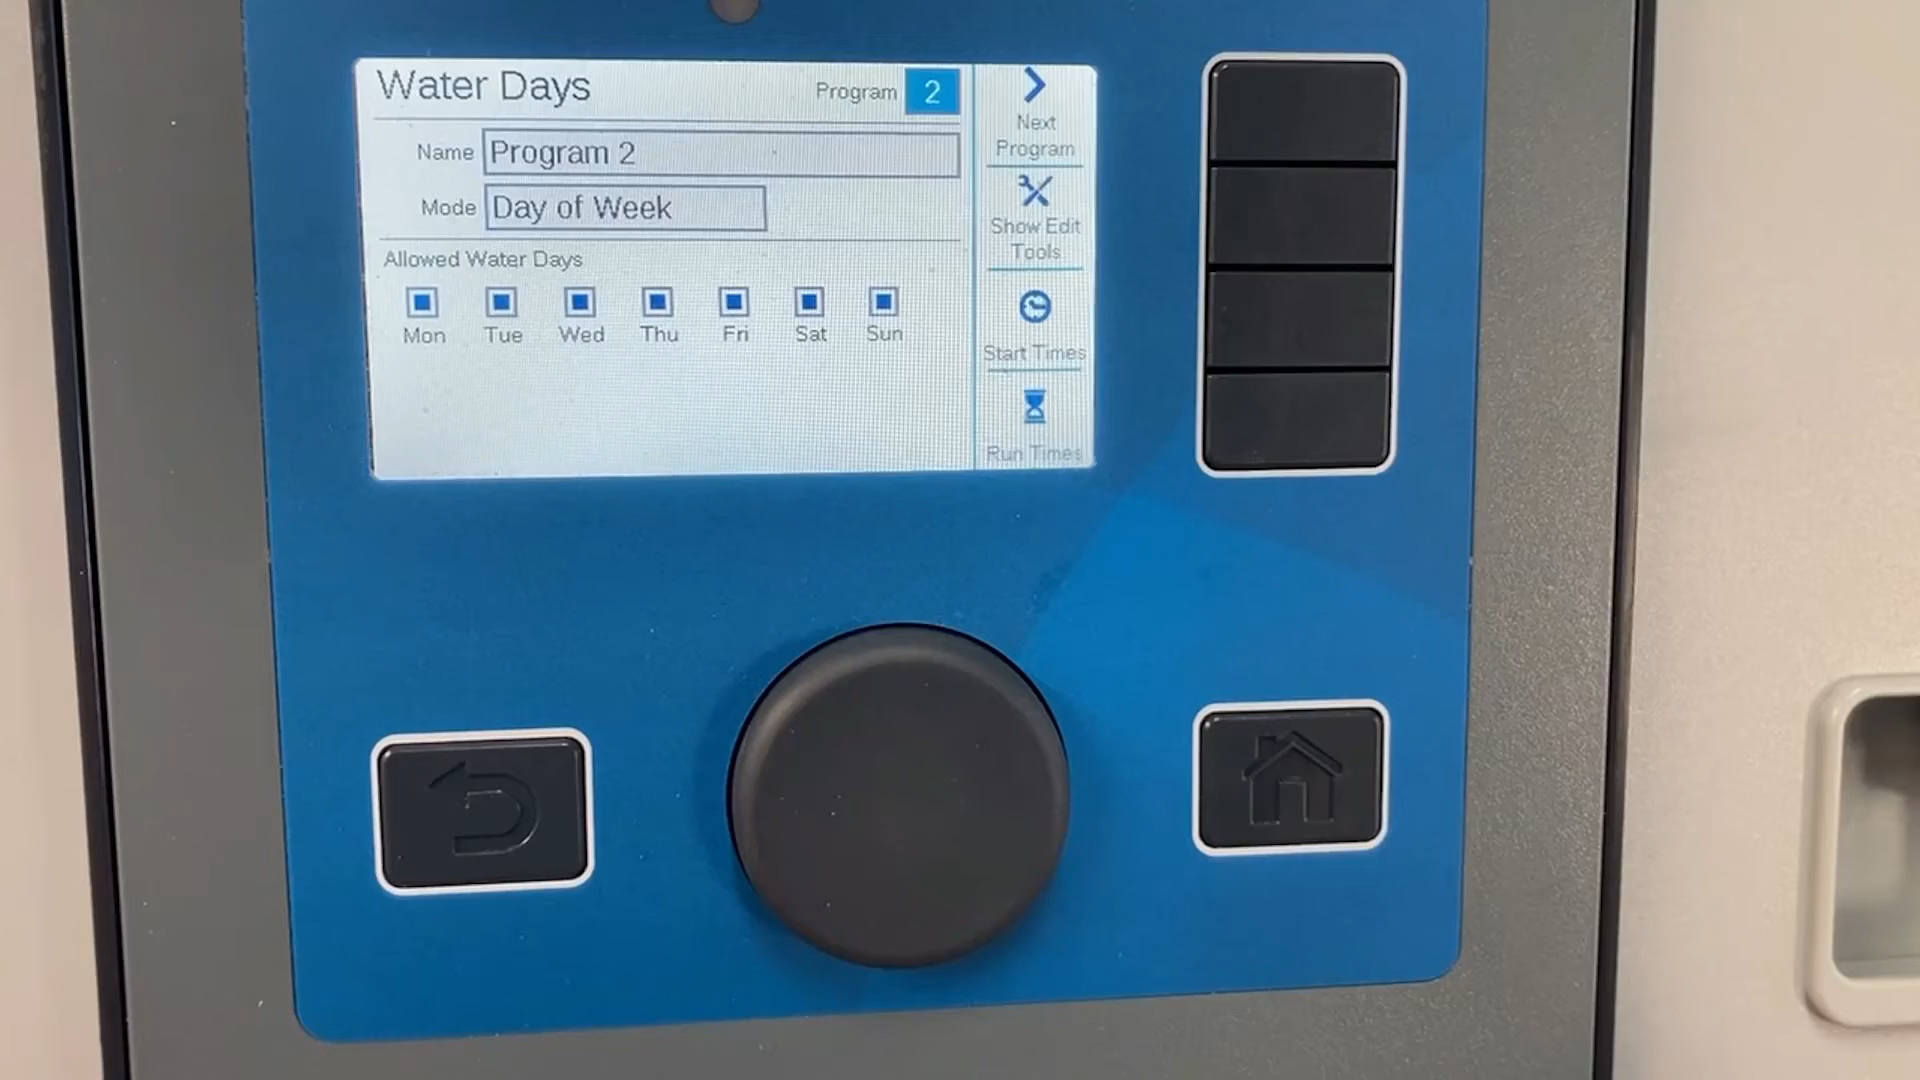 Water Days
Program 2
Name Program 2
Mode Day of Week
Allowed Water Days
Mon Tue Wed Thu Fri Sat Sun
Next
Program
Show Edit
Tools
Start Times
Run Times